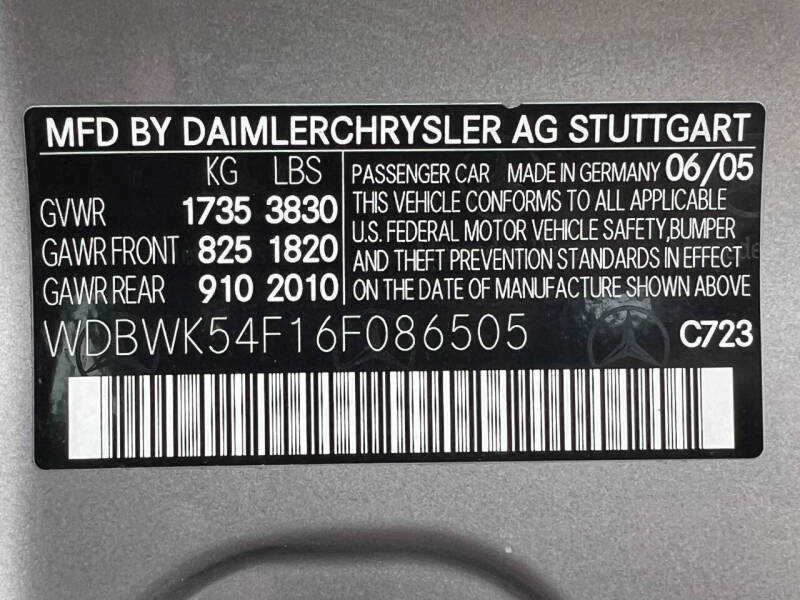 MFD BY DAIMLERCHRYSLER AG STUTTGART
KG LBS
GVWR 1735 3830
GAWR FRONT 825 1820
GAWR REAR 910 2010
PASSENGER CAR MADE IN GERMANY 06/05
THIS VEHICLE CONFORMS TO ALL APPLICABLE
U.S. FEDERAL MOTOR VEHICLE SAFETY,BUMPER
AND THEFT PREVENTION STANDARDS IN EFFECT
ON THE DATE OF MANUFACTURE SHOWN ABOVE
WDBWK54F16F086505 C723